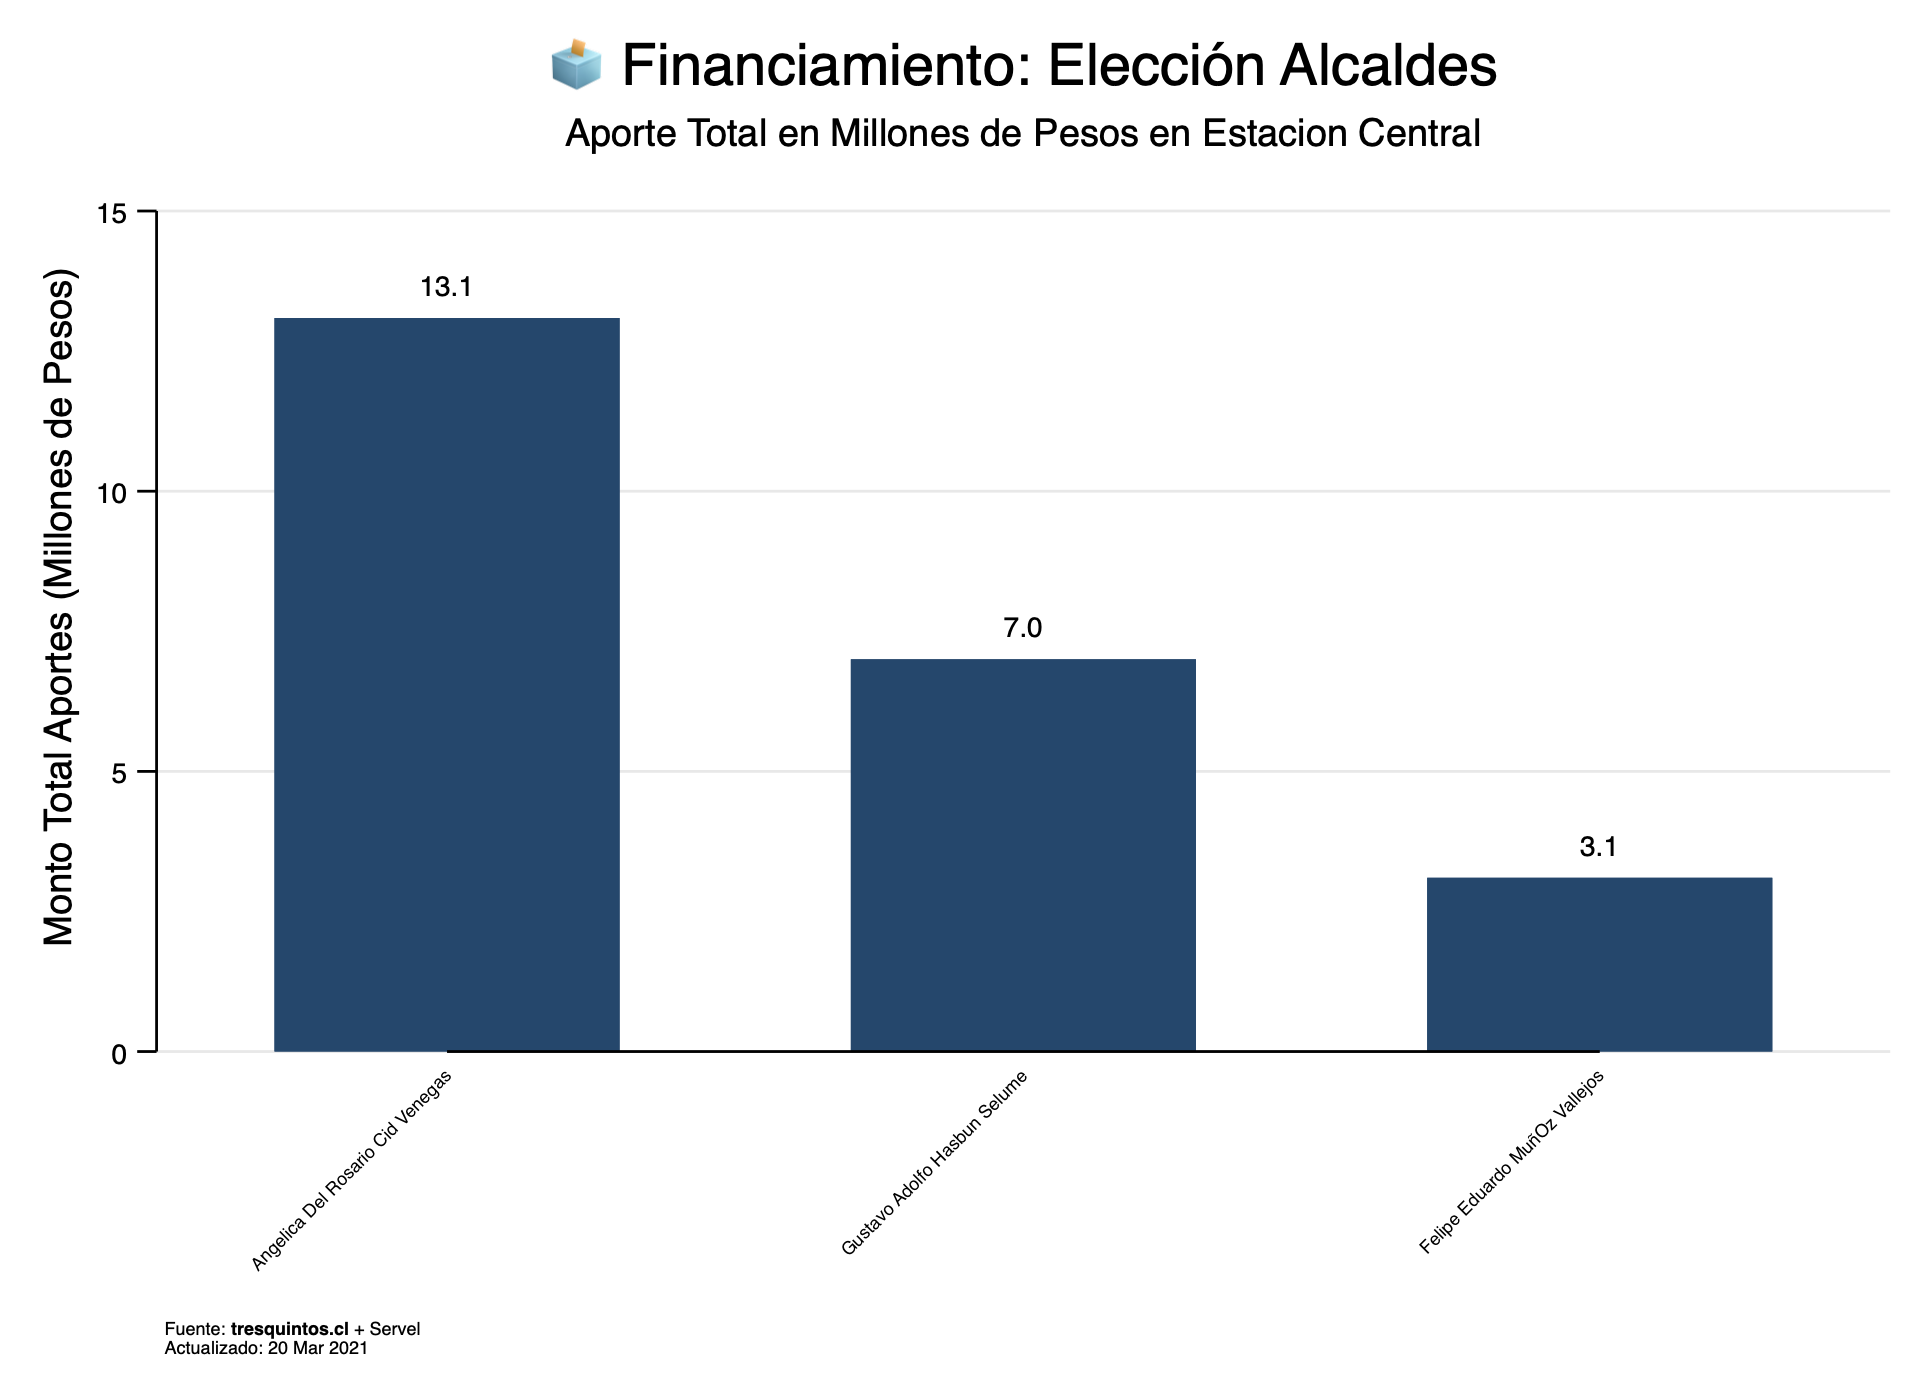 🗳️ Financiamiento: Elección Alcaldes
Aporte Total en Millones de Pesos en Estacion Central
Monto Total Aportes (Millones de Pesos)
15
10
5
0
13.1
7.0
3.1
Angelica Del Rosario Cid Venegas
Gustavo Adolfo Hasbun Selume
Felipe Eduardo MuñOz Vallejos
Fuente: tresquintos.cl + Servel
Actualizado: 20 Mar 2021